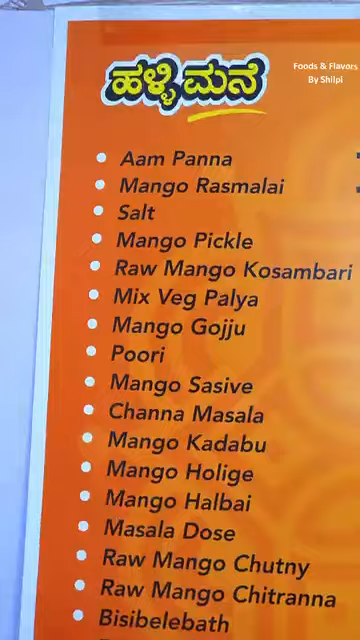 ಹಳ್ಳಿ ಮನೆ
Foods & Flavors
By Shilpi
Aam Panna
Mango Rasmalai
Salt
Mango Pickle
Raw Mango Kosambari
Mix Veg Palya
Mango Gojju
Poori
Mango Sasive
Channa Masala
Mango Kadabu
Mango Holige
Mango Halbai
Masala Dose
Raw Mango Chutny
Raw Mango Chitranna
Bisibelebath